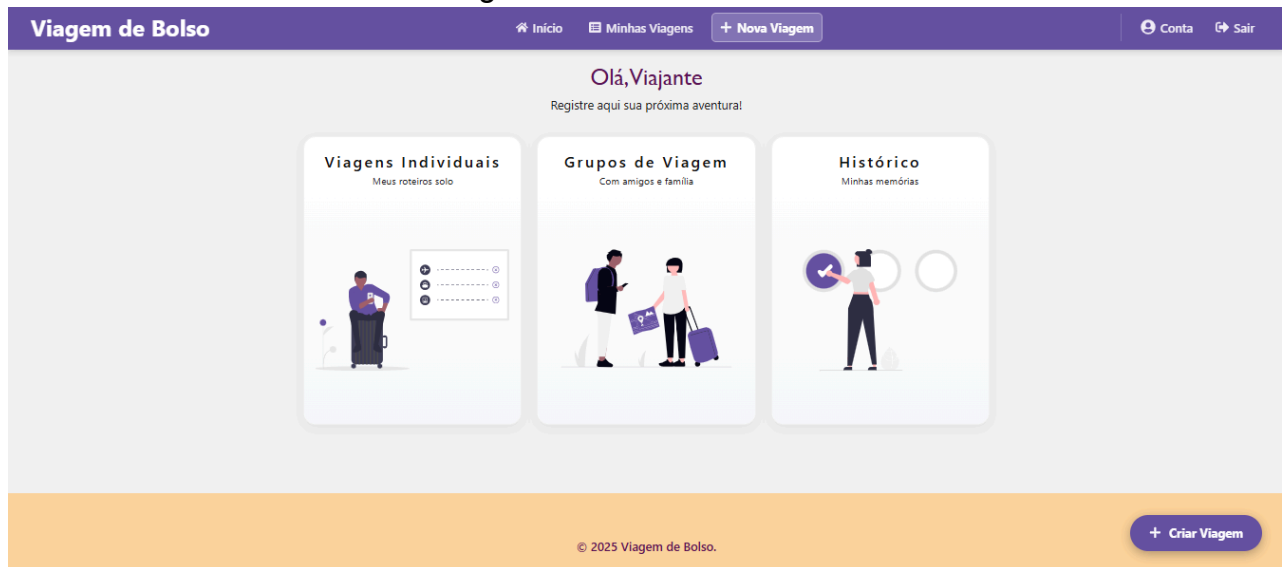 Viagem de Bolso
Início
Minhas Viagens
+ Nova Viagem
Conta
Sair
Olá,Viajante
Registre aqui sua próxima aventura!
Viagens Individuais
Meus roteiros solo
Grupos de Viagem
Com amigos e família
Histórico
Minhas memórias
© 2025 Viagem de Bolso.
+ Criar Viagem